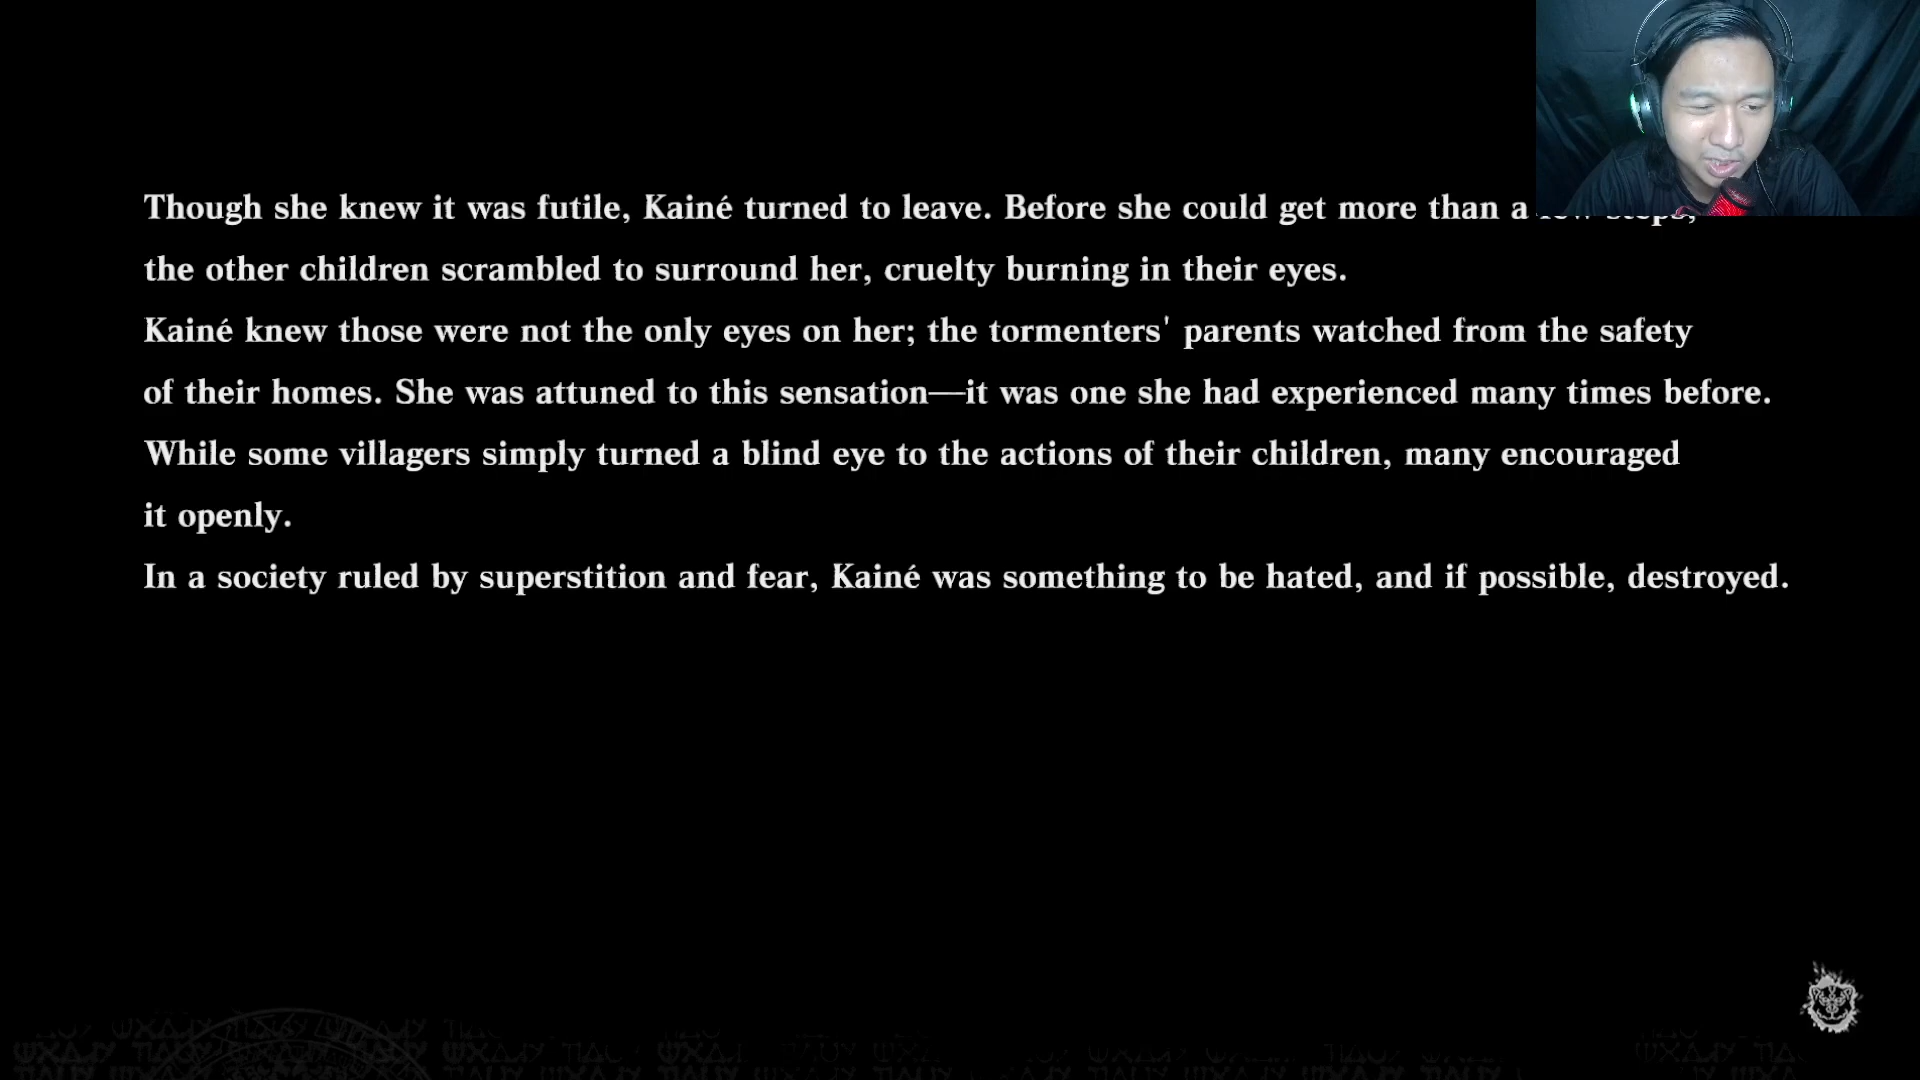 Though she knew it was futile, Kainé turned to leave. Before she could get more than a few steps,
the other children scrambled to surround her, cruelty burning in their eyes.
Kainé knew those were not the only eyes on her; the tormenters' parents watched from the safety
of their homes. She was attuned to this sensation—it was one she had experienced many times before.
While some villagers simply turned a blind eye to the actions of their children, many encouraged
it openly.
In a society ruled by superstition and fear, Kainé was something to be hated, and if possible, destroyed.